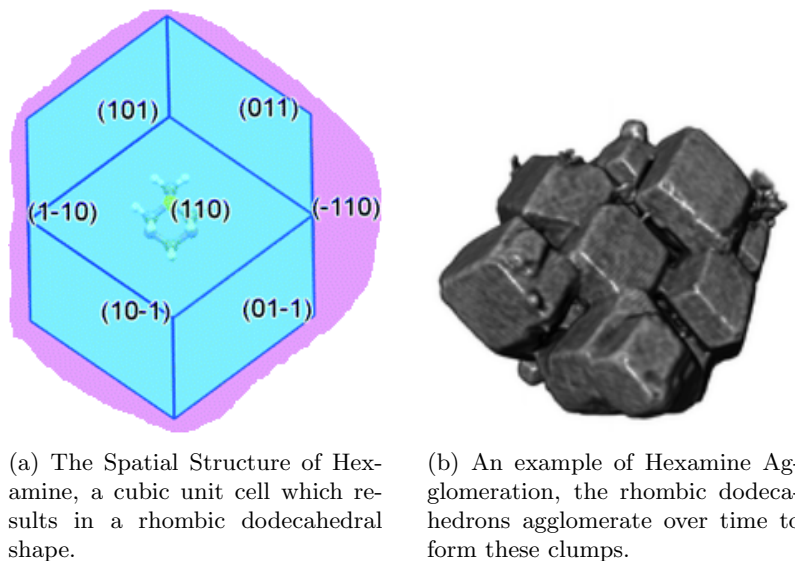 (101)
(011)
(1-10)
(110)
(-110)
(10-1)
(01-1)
(a) The Spatial Structure of Hex-
amine, a cubic unit cell which re-
sults in a rhombic dodecahedral
shape.
(b) An example of Hexamine Ag-
glomeration, the rhombic dodeca-
hedrons agglomerate over time to
form these clumps.